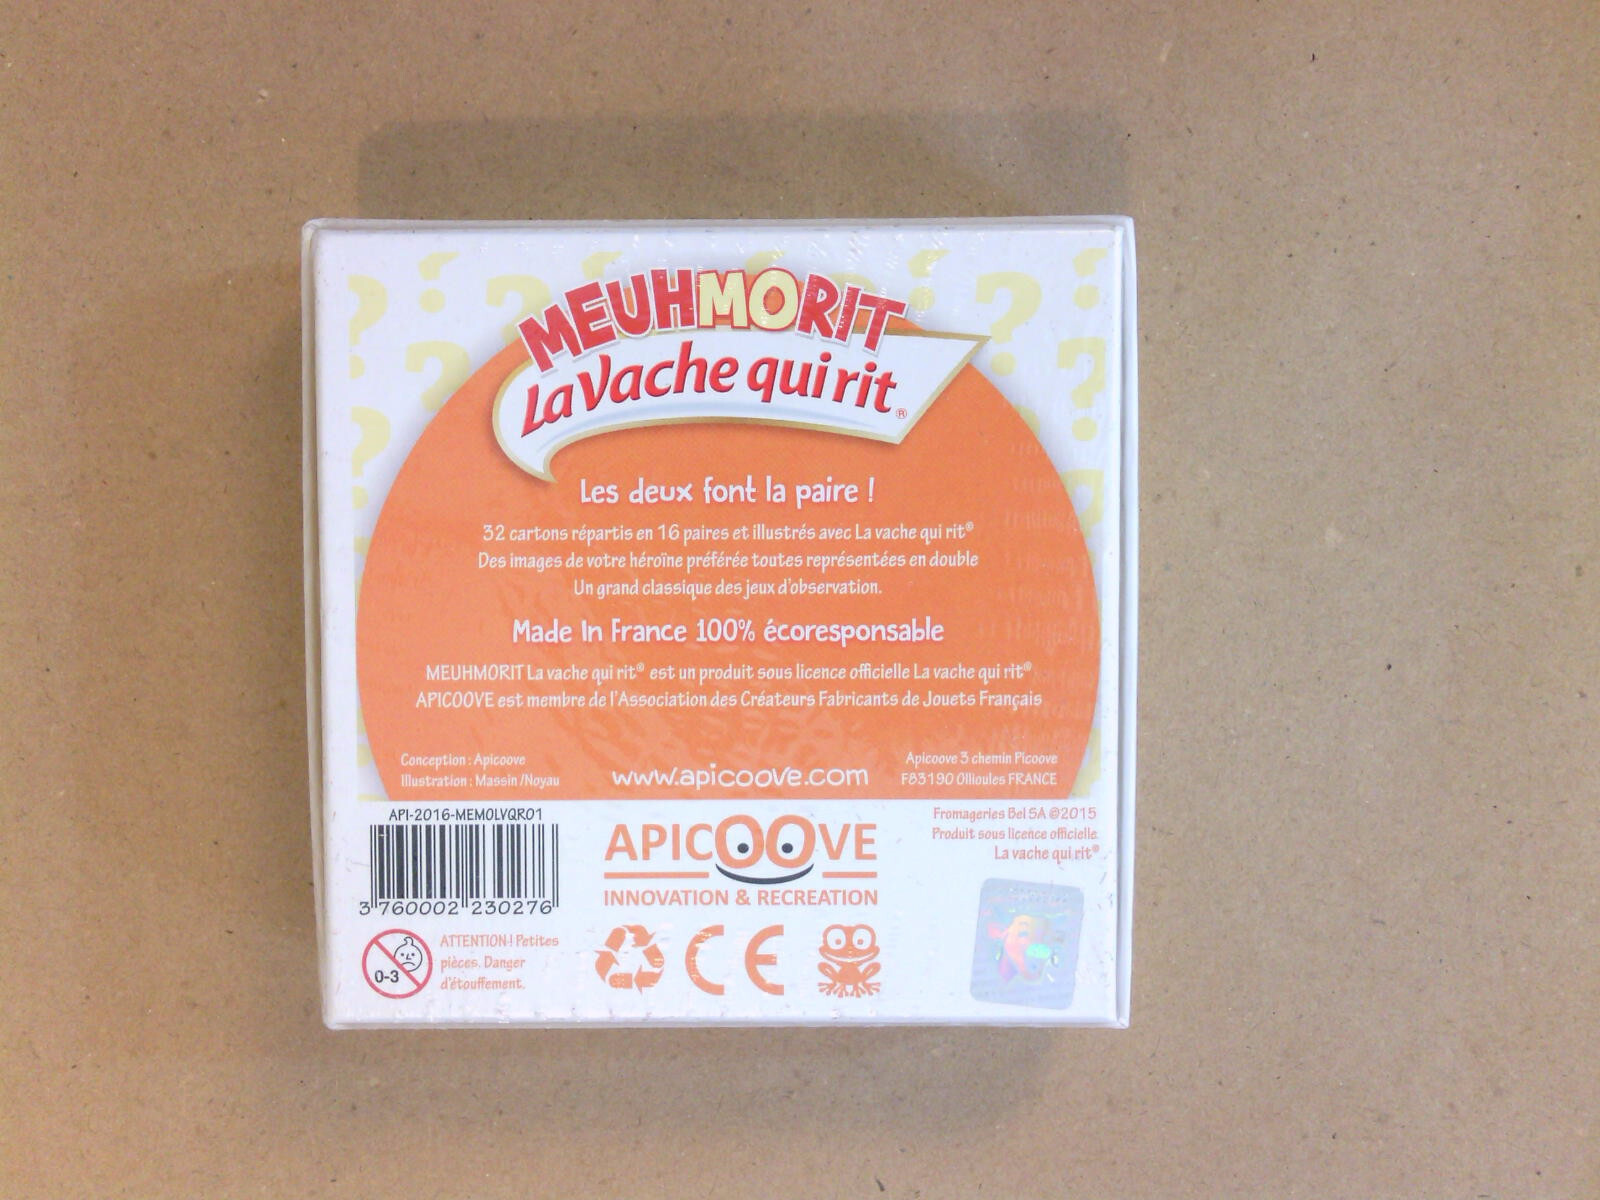 MEUHMORIT
La Vache qui rit®
Les deux font la paire !
32 cartons répartis en 16 paires et illustrés avec La vache qui rit®
Des images de votre héroïne préférée toutes représentées en double
Un grand classique des jeux d'observation.
Made In France 100% écoresponsable
MEUHMORIT La vache qui rit® est un produit sous licence officielle La vache qui rit®
APICOOVE est membre de l'Association des Créateurs Fabricants de Jouets Français
Conception : Apicoove
Illustration : Massin /Noyau
www.apicoove.com
Apicoove 3 chemin Picoove
F83190 Ollioules FRANCE
API-2016-MEMOLVQR01
3 760002 230276
APICOOVE
INNOVATION & RECREATION
Fromageries Bel SA ©2015
Produit sous licence officielle
La vache qui rit®
0-3
ATTENTION ! Petites
pièces. Danger
d'étouffement.
CE